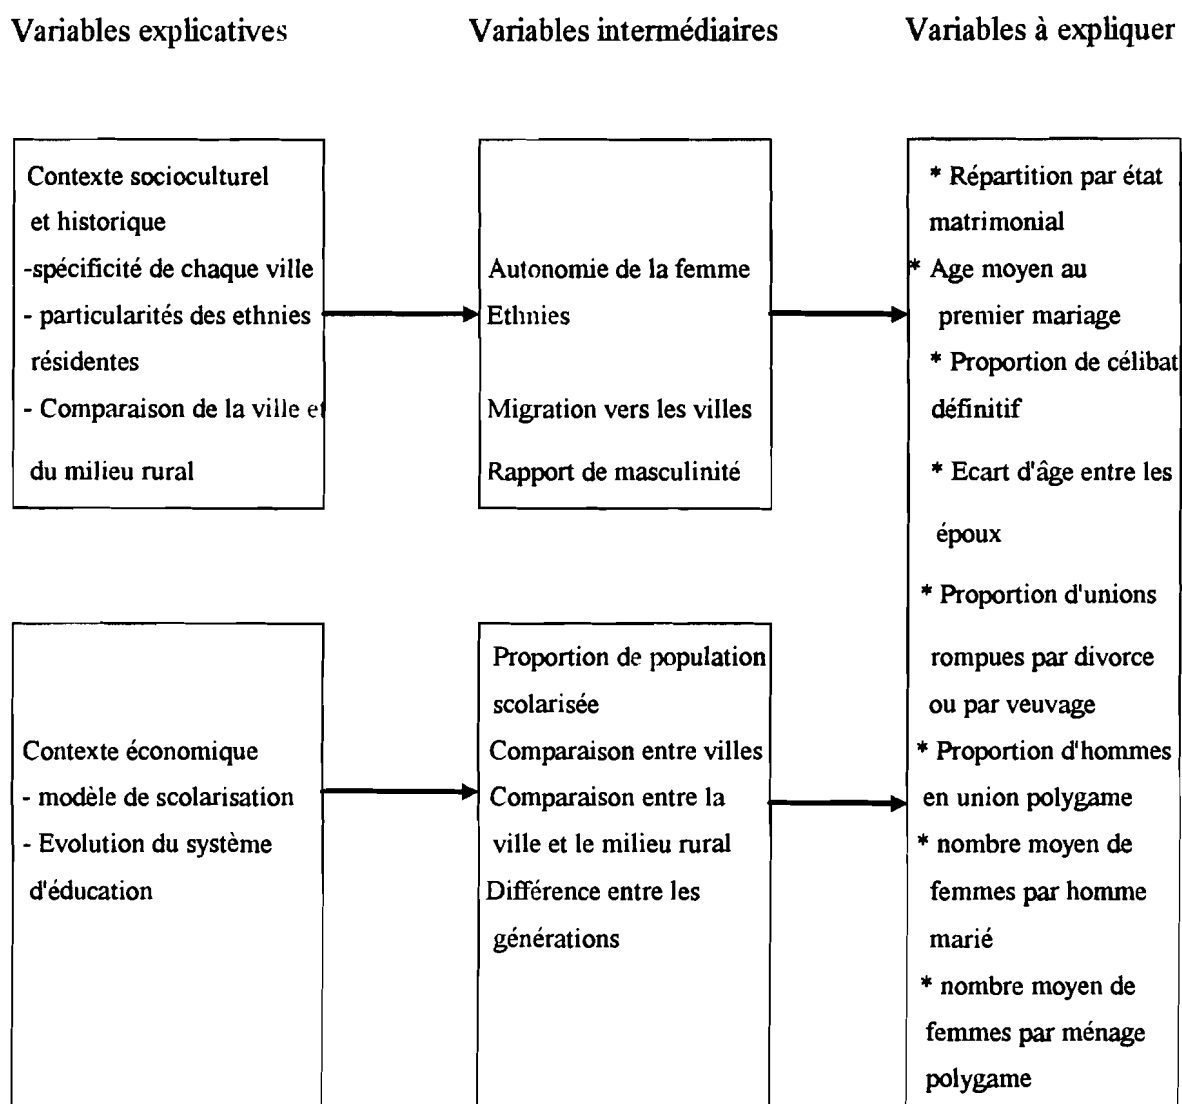 Variables explicatives
Variables intermédiaires
Variables à expliquer
Contexte socioculturel
et historique
-spécificité de chaque ville
- particularités des ethnies
résidentes
- Comparaison de la ville et
du milieu rural
Autonomie de la femme
Ethnies
Migration vers les villes
Rapport de masculinité
* Répartition par état
matrimonial
* Age moyen au
premier mariage
* Proportion de célibat
définitif
* Ecart d'âge entre les
époux
* Proportion d'unions
rompues par divorce
ou par veuvage
* Proportion d'hommes
en union polygame
* nombre moyen de
femmes par homme
marié
* nombre moyen de
femmes par ménage
polygame
Contexte économique
- modèle de scolarisation
- Evolution du système
d'éducation
Proportion de population
scolarisée
Comparaison entre villes
Comparaison entre la
ville et le milieu rural
Différence entre les
générations